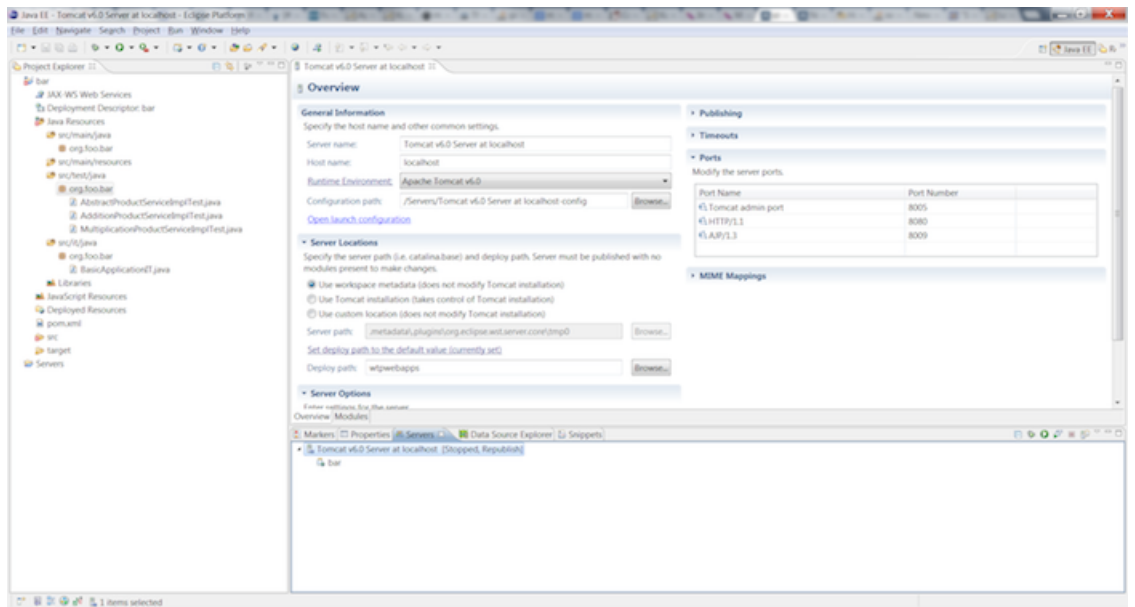 Java EE - Tomcat v6.0 Server at localhost - Eclipse Platform
File Edit Navigate Search Project Run Window Help
Java EE
Project Explorer
Tomcat v6.0 Server at localhost
bar
JAX-WS Web Services
Deployment Descriptor: bar
Java Resources
src/main/java
org.foo.bar
src/main/resources
src/test/java
org.foo.bar
AbstractProductServiceImplTest.java
AdditionProductServiceImplTest.java
MultiplicationProductServiceImplTest.java
src/it/java
org.foo.bar
BasicApplicationIT.java
Libraries
JavaScript Resources
Deployed Resources
pom.xml
src
target
Servers
Overview
General Information
Specify the host name and other common settings.
Server name: Tomcat v6.0 Server at localhost
Host name: localhost
Runtime Environment: Apache Tomcat v6.0
Configuration path: /Servers/Tomcat v6.0 Server at localhost-config Browse...
Open launch configuration
Server Locations
Specify the server path (i.e. catalina.base) and deploy path. Server must be published with no
modules present to make changes.
Use workspace metadata (does not modify Tomcat installation)
Use Tomcat installation (takes control of Tomcat installation)
Use custom location (does not modify Tomcat installation)
Server path: .metadata\.plugins\org.eclipse.wst.server.core\tmp0 Browse...
Set deploy path to the default value (currently set)
Deploy path: wtpwebapps Browse...
Server Options
Enter settings for the server.
Publishing
Timeouts
Ports
Modify the server ports.
Port Name Port Number
Tomcat admin port 8005
HTTP/1.1 8080
AJP/1.3 8009
MIME Mappings
Overview Modules
Markers Properties Servers Data Source Explorer Snippets
Tomcat v6.0 Server at localhost [Stopped, Republish]
bar
1 items selected